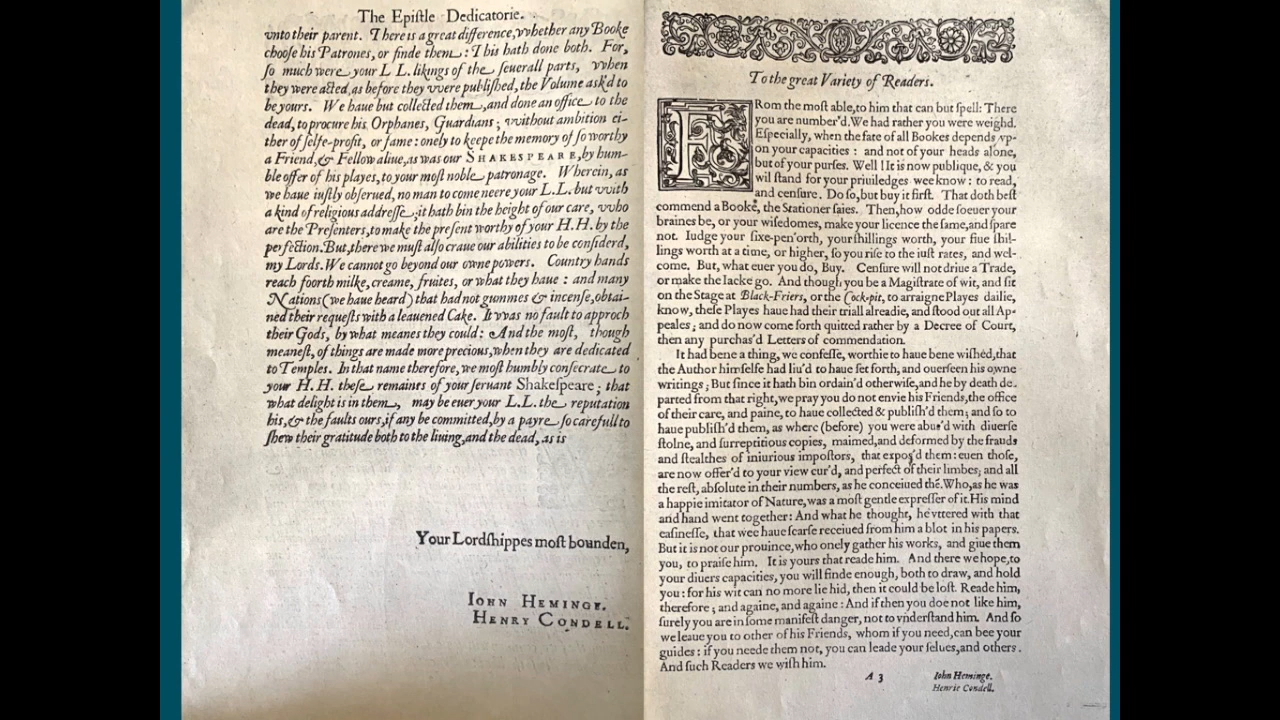 The Epistle Dedicatorie.
vnto their parent. There is a great difference, vvhether any Booke
choose his Patrones, or finde them: This hath done both. For,
so much were your L L. likings of the seuerall parts, vvhen
they were acted, as before they vvere published, the Volume ask'd to
be yours. We haue but collected them, and done an office to the
dead, to procure his Orphanes, Guardians; vvithout ambition ei-
ther of selfe-profit, or fame: onely to keepe the memory of so worthy
a Friend, & Fellow aliue, as was our SHAKESPEARE, by hum-
ble offer of his playes, to your most noble patronage. Wherein, as
we haue iustly obserued, no man to come neere your L.L. but vvith
a kind of religious addresse; it hath bin the height of our care, vvho
are the Presenters, to make the present worthy of your H.H. by the
perfection. But, there we must also craue our abilities to be considerd,
my Lords. We cannot go beyond our owne powers. Country hands
reach foorth milke, creame, fruites, or what they haue: and many
Nations (we haue heard) that had not gummes & incense, obtai-
ned their requests with a leauened Cake. It vvas no fault to approch
their Gods, by what meanes they could: And the most, though
meanest, of things are made more precious, when they are dedicated
to Temples. In that name therefore, we most humbly consecrate to
your H.H. these remaines of your seruant Shakespeare; that
what delight is in them, may be euer your L.L. the reputation
his, & the faults ours, if any be committed, by a payre so carefull to
shew their gratitude both to the liuing, and the dead, as is
Your Lordshippes most bounden,
IOHN HEMINGE.
HENRY CONDELL.
To the great Variety of Readers.
FRom the most able, to him that can but spell: There
you are number'd. We had rather you were weighd.
Especially, when the fate of all Bookes depends vp-
on your capacities: and not of your heads alone,
but of your purses. Well! It is now publique, & you
wil stand for your priuiledges wee know: to read,
and censure. Do so, but buy it first. That doth best
commend a Booke, the Stationer saies. Then, how odde soeuer your
braines be, or your wisedomes, make your licence the same, and spare
not. Iudge your sixe-pen'orth, your shillings worth, your fiue shil-
lings worth at a time, or higher, so you rise to the iust rates, and wel-
come. But, what euer you do, Buy. Censure will not driue a Trade,
or make the Iacke go. And though you be a Magistrate of wit, and sit
on the Stage at Black-Friers, or the Cock-pit, to arraigne Playes dailie,
know, these Playes haue had their triall alreadie, and stood out all Ap-
peales; and do now come forth quitted rather by a Decree of Court,
then any purchas'd Letters of commendation.
It had bene a thing, we confesse, worthie to haue bene wished, that
the Author himselfe had liu'd to haue set forth, and ouerseen his owne
writings; But since it hath bin ordain'd otherwise, and he by death de-
parted from that right, we pray you do not envie his Friends, the office
of their care, and paine, to haue collected & publish'd them; and so to
haue publish'd them, as where (before) you were abus'd with diuerse
stolne, and surreptitious copies, maimed, and deformed by the frauds
and stealthes of iniurious impostors, that expos'd them: euen those,
are now offer'd to your view cur'd, and perfect of their limbes; and all
the rest, absolute in their numbers, as he conceiued thē. Who, as he was
a happie imitator of Nature, was a most gentle expresser of it. His mind
and hand went together: And what he thought, he vttered with that
easinesse, that wee haue scarse receiued from him a blot in his papers.
But it is not our prouince, who onely gather his works, and giue them
you, to praise him. It is yours that reade him. And there we hope, to
your diuers capacities, you will finde enough, both to draw, and hold
you: for his wit can no more lie hid, then it could be lost. Reade him,
therefore; and againe, and againe: And if then you doe not like him,
surely you are in some manifest danger, not to vnderstand him. And so
we leaue you to other of his Friends, whom if you need, can bee your
guides: if you neede them not, you can leade your selues, and others.
And such Readers we wish him.
A 3
Iohn Heminge.
Henrie Condell.